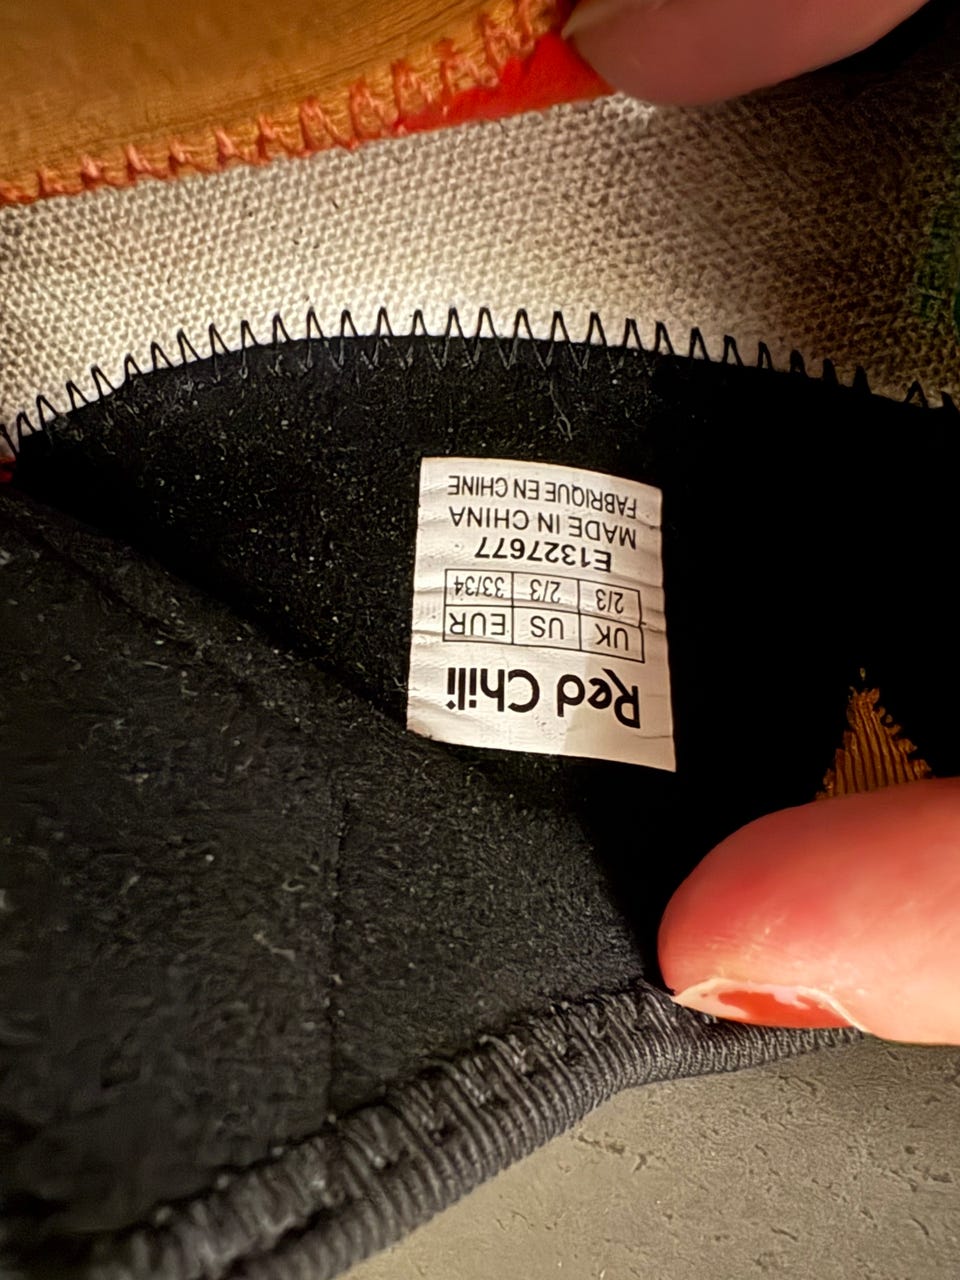 Red Chili
UK US EUR
2/3 2/3 33/34
E1327677
MADE IN CHINA
FABRIQUE EN CHINE